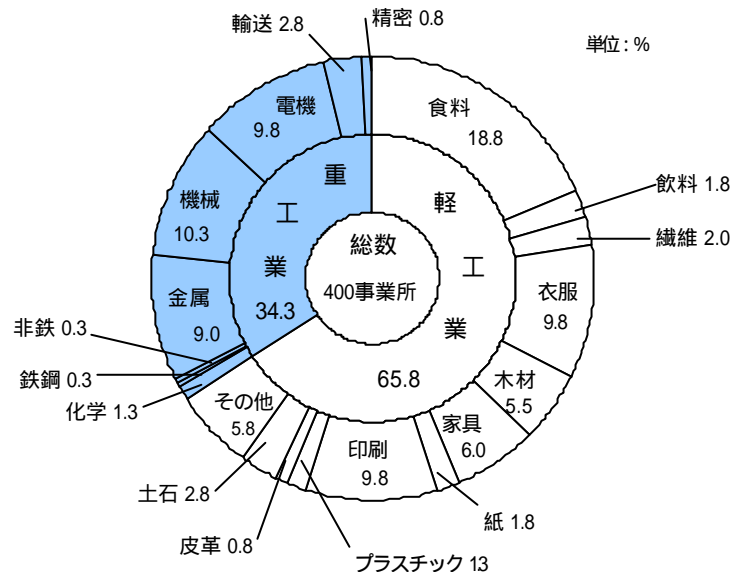 単位：%
精密 0.8
輸送 2.8
電機
9.8
機械
10.3
金属
9.0
非鉄 0.3
鉄鋼 0.3
化学 1.3
重
工
業
34.3
総数
400事業所
軽
工
業
65.8
食料
18.8
飲料 1.8
繊維 2.0
衣服
9.8
木材
5.5
家具
6.0
紙 1.8
印刷
9.8
プラスチック 13
皮革 0.8
土石 2.8
その他
5.8